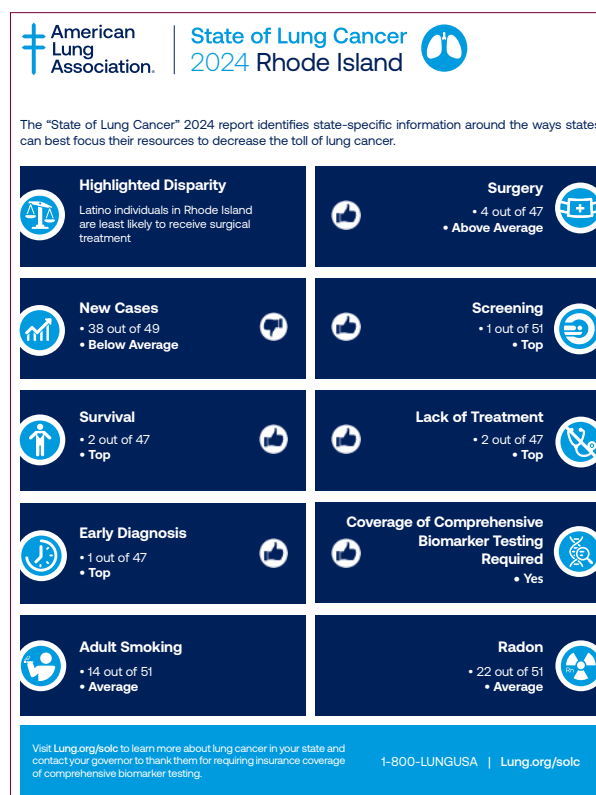 American
Lung
Association.
State of Lung Cancer
2024 Rhode Island
The “State of Lung Cancer” 2024 report identifies state-specific information around the ways states
can best focus their resources to decrease the toll of lung cancer.
Highlighted Disparity
Latino individuals in Rhode Island
are least likely to receive surgical
treatment
Surgery
• 4 out of 47
• Above Average
New Cases
• 38 out of 49
• Below Average
Screening
• 1 out of 51
• Top
Survival
• 2 out of 47
• Top
Lack of Treatment
• 2 out of 47
• Top
Early Diagnosis
• 1 out of 47
• Top
Coverage of Comprehensive
Biomarker Testing
Required
• Yes
Adult Smoking
• 14 out of 51
• Average
Radon
• 22 out of 51
• Average
Rn
Visit Lung.org/solc to learn more about lung cancer in your state and
contact your governor to thank them for requiring insurance coverage
of comprehensive biomarker testing.
1-800-LUNGUSA | Lung.org/solc